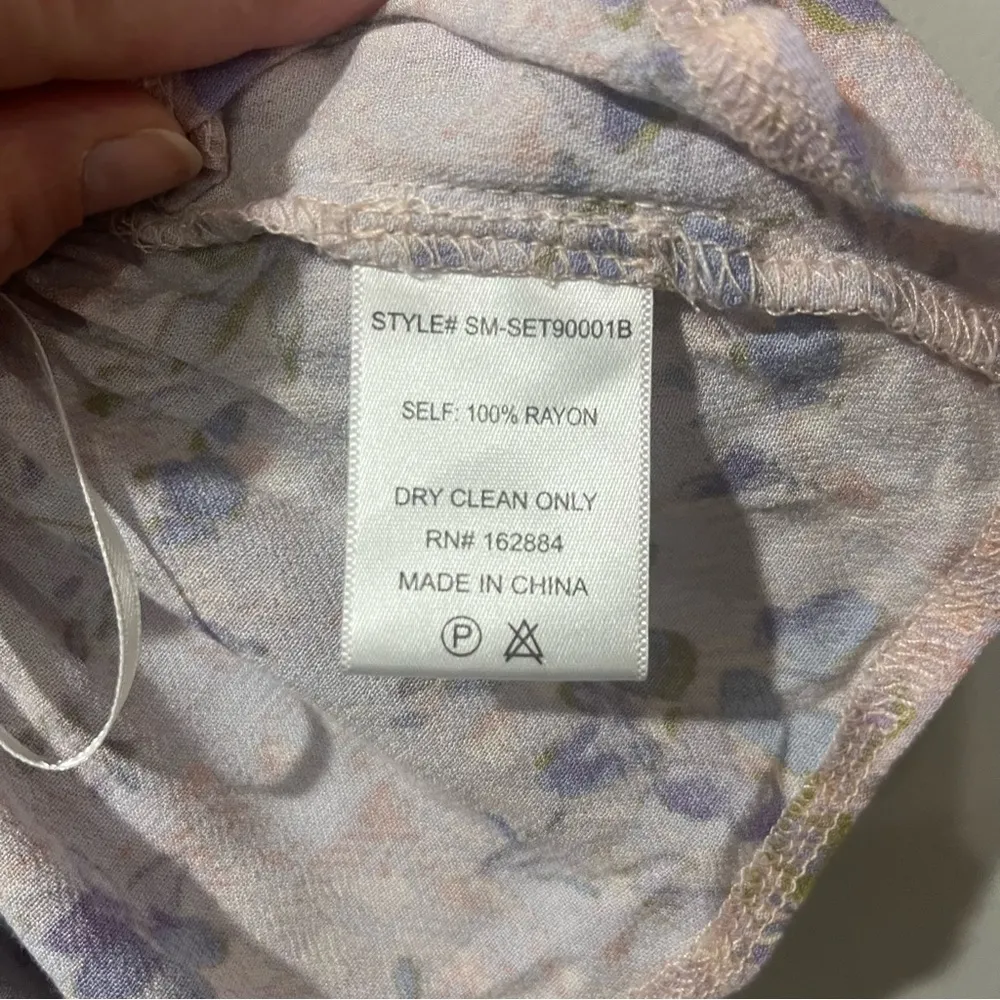 STYLE# SM-SET90001B
SELF: 100% RAYON
DRY CLEAN ONLY
RN# 162884
MADE IN CHINA
P